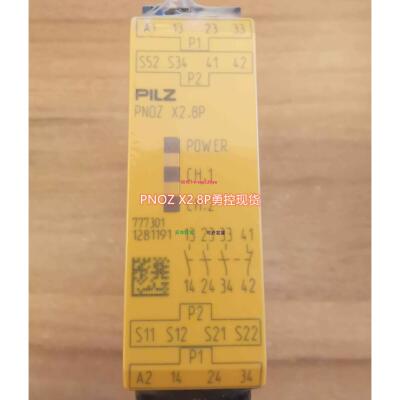 A1 13 23 33
P1
S52 S34 41 42
P2
PILZ
PNOZ X2.8P
POWER
CH.1
PNOZ X2.8P勇控现货
CH.2
777301
1281191
13 23 33 41
14 24 34 42
P2
S11 S12 S21 S22
P1
A2 14 24 34